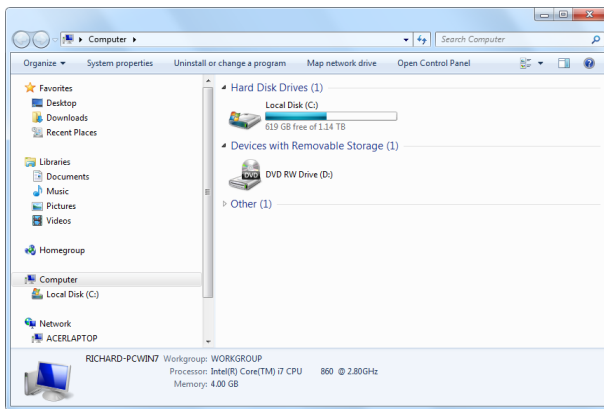 Computer
Search Computer
Organize System properties Uninstall or change a program Map network drive Open Control Panel
Favorites
Desktop
Downloads
Recent Places
Libraries
Documents
Music
Pictures
Videos
Homegroup
Computer
Local Disk (C:)
Network
ACERLAPTOP
Hard Disk Drives (1)
Local Disk (C:)
619 GB free of 1.14 TB
Devices with Removable Storage (1)
DVD
DVD RW Drive (D:)
Other (1)
RICHARD-PCWIN7 Workgroup: WORKGROUP
Processor: Intel(R) Core(TM) i7 CPU 860 @ 2.80GHz
Memory: 4.00 GB